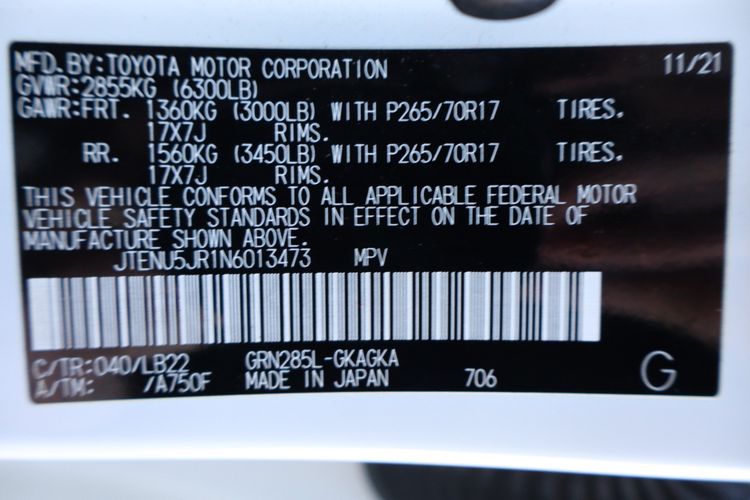 MFD.BY:TOYOTA MOTOR CORPORATION 11/21
GVWR:2855KG (6300LB)
GAWR:FRT. 1360KG (3000LB) WITH P265/70R17 TIRES.
17X7J RIMS.
RR. 1560KG (3450LB) WITH P265/70R17 TIRES.
17X7J RIMS.
THIS VEHICLE CONFORMS TO ALL APPLICABLE FEDERAL MOTOR
VEHICLE SAFETY STANDARDS IN EFFECT ON THE DATE OF
MANUFACTURE SHOWN ABOVE.
JTENU5JR1N6013473 MPV
C/TR:040/LB22 GRN285L-GKAGKA
A/TM: /A750F MADE IN JAPAN 706 G